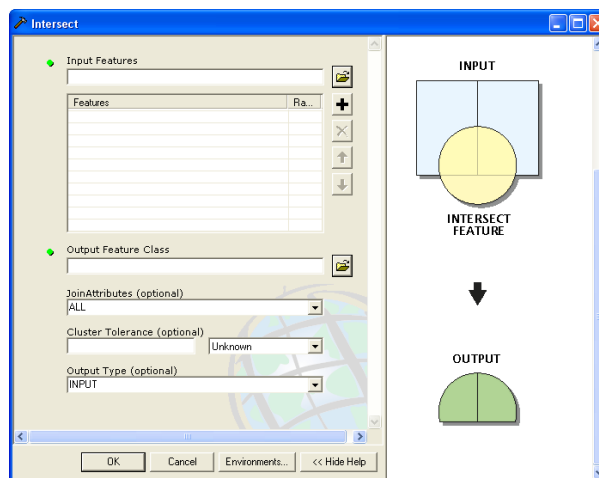 Intersect
Input Features
Features Ra...
Output Feature Class
JoinAttributes (optional)
ALL
Cluster Tolerance (optional)
Unknown
Output Type (optional)
INPUT
OK Cancel Environments... << Hide Help
INPUT
INTERSECT
FEATURE
OUTPUT